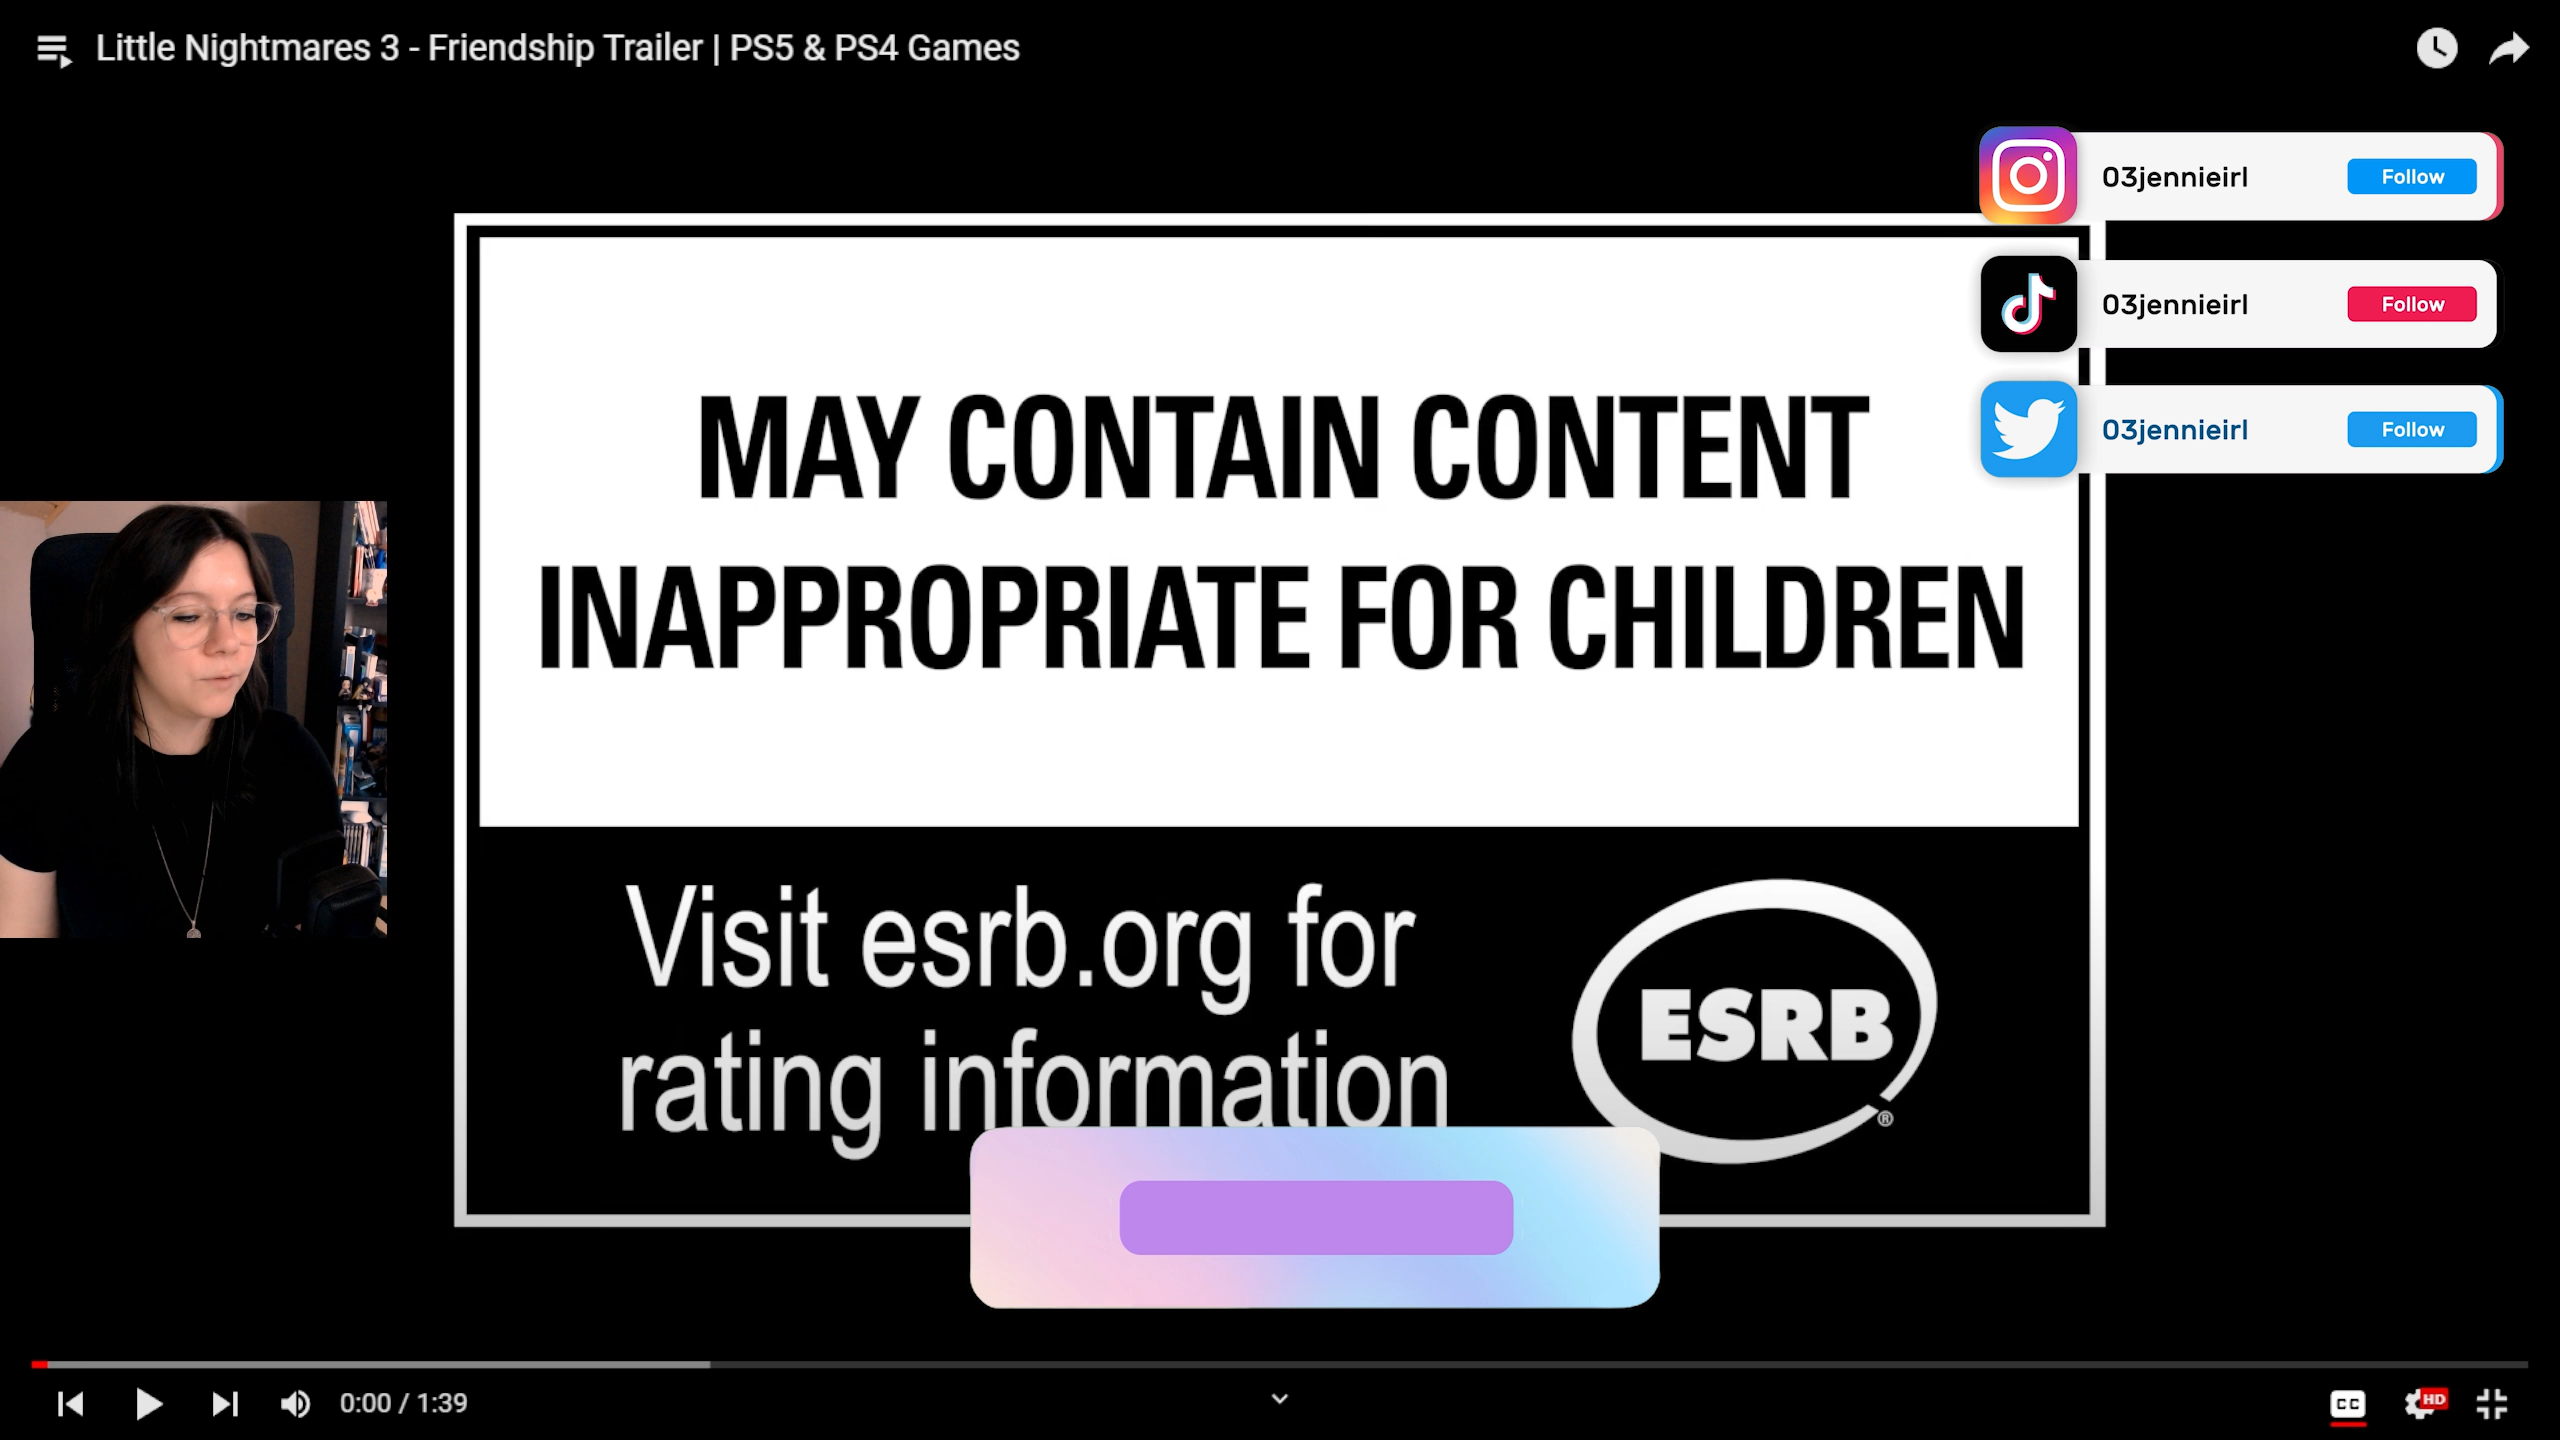 Little Nightmares 3 - Friendship Trailer | PS5 & PS4 Games
03jennieirl Follow
03jennieirl Follow
03jennieirl Follow
MAY CONTAIN CONTENT
INAPPROPRIATE FOR CHILDREN
Visit esrb.org for
rating information
ESRB
®
0:00 / 1:39
CC
HD